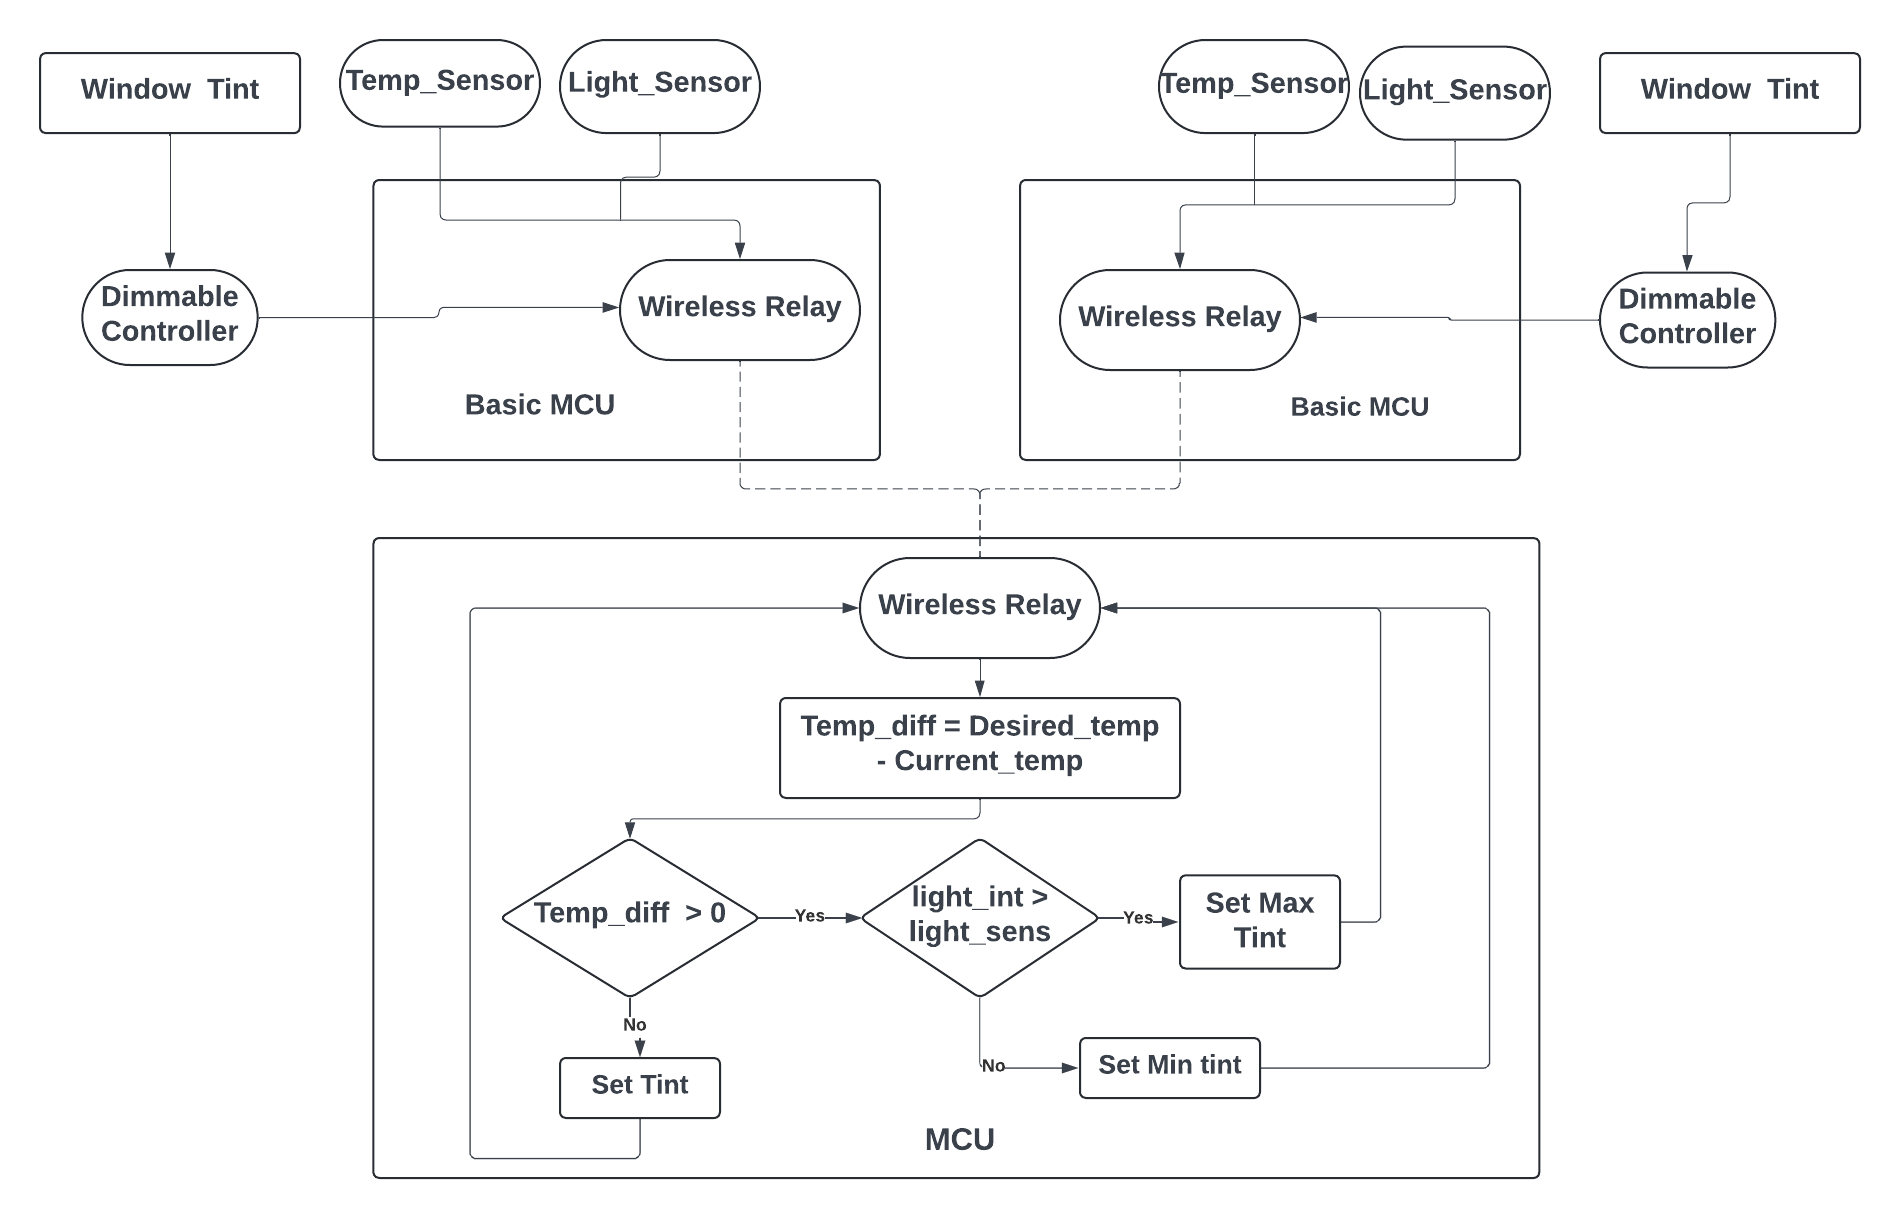 Window  Tint
Temp_Sensor
Light_Sensor
Temp_Sensor
Light_Sensor
Window  Tint
Dimmable
Controller
Wireless Relay
Basic MCU
Wireless Relay
Basic MCU
Dimmable
Controller
Wireless Relay
Temp_diff = Desired_temp
- Current_temp
Temp_diff  > 0
Yes
light_int >
light_sens
Yes
Set Max
Tint
No
Set Tint
No
Set Min tint
MCU